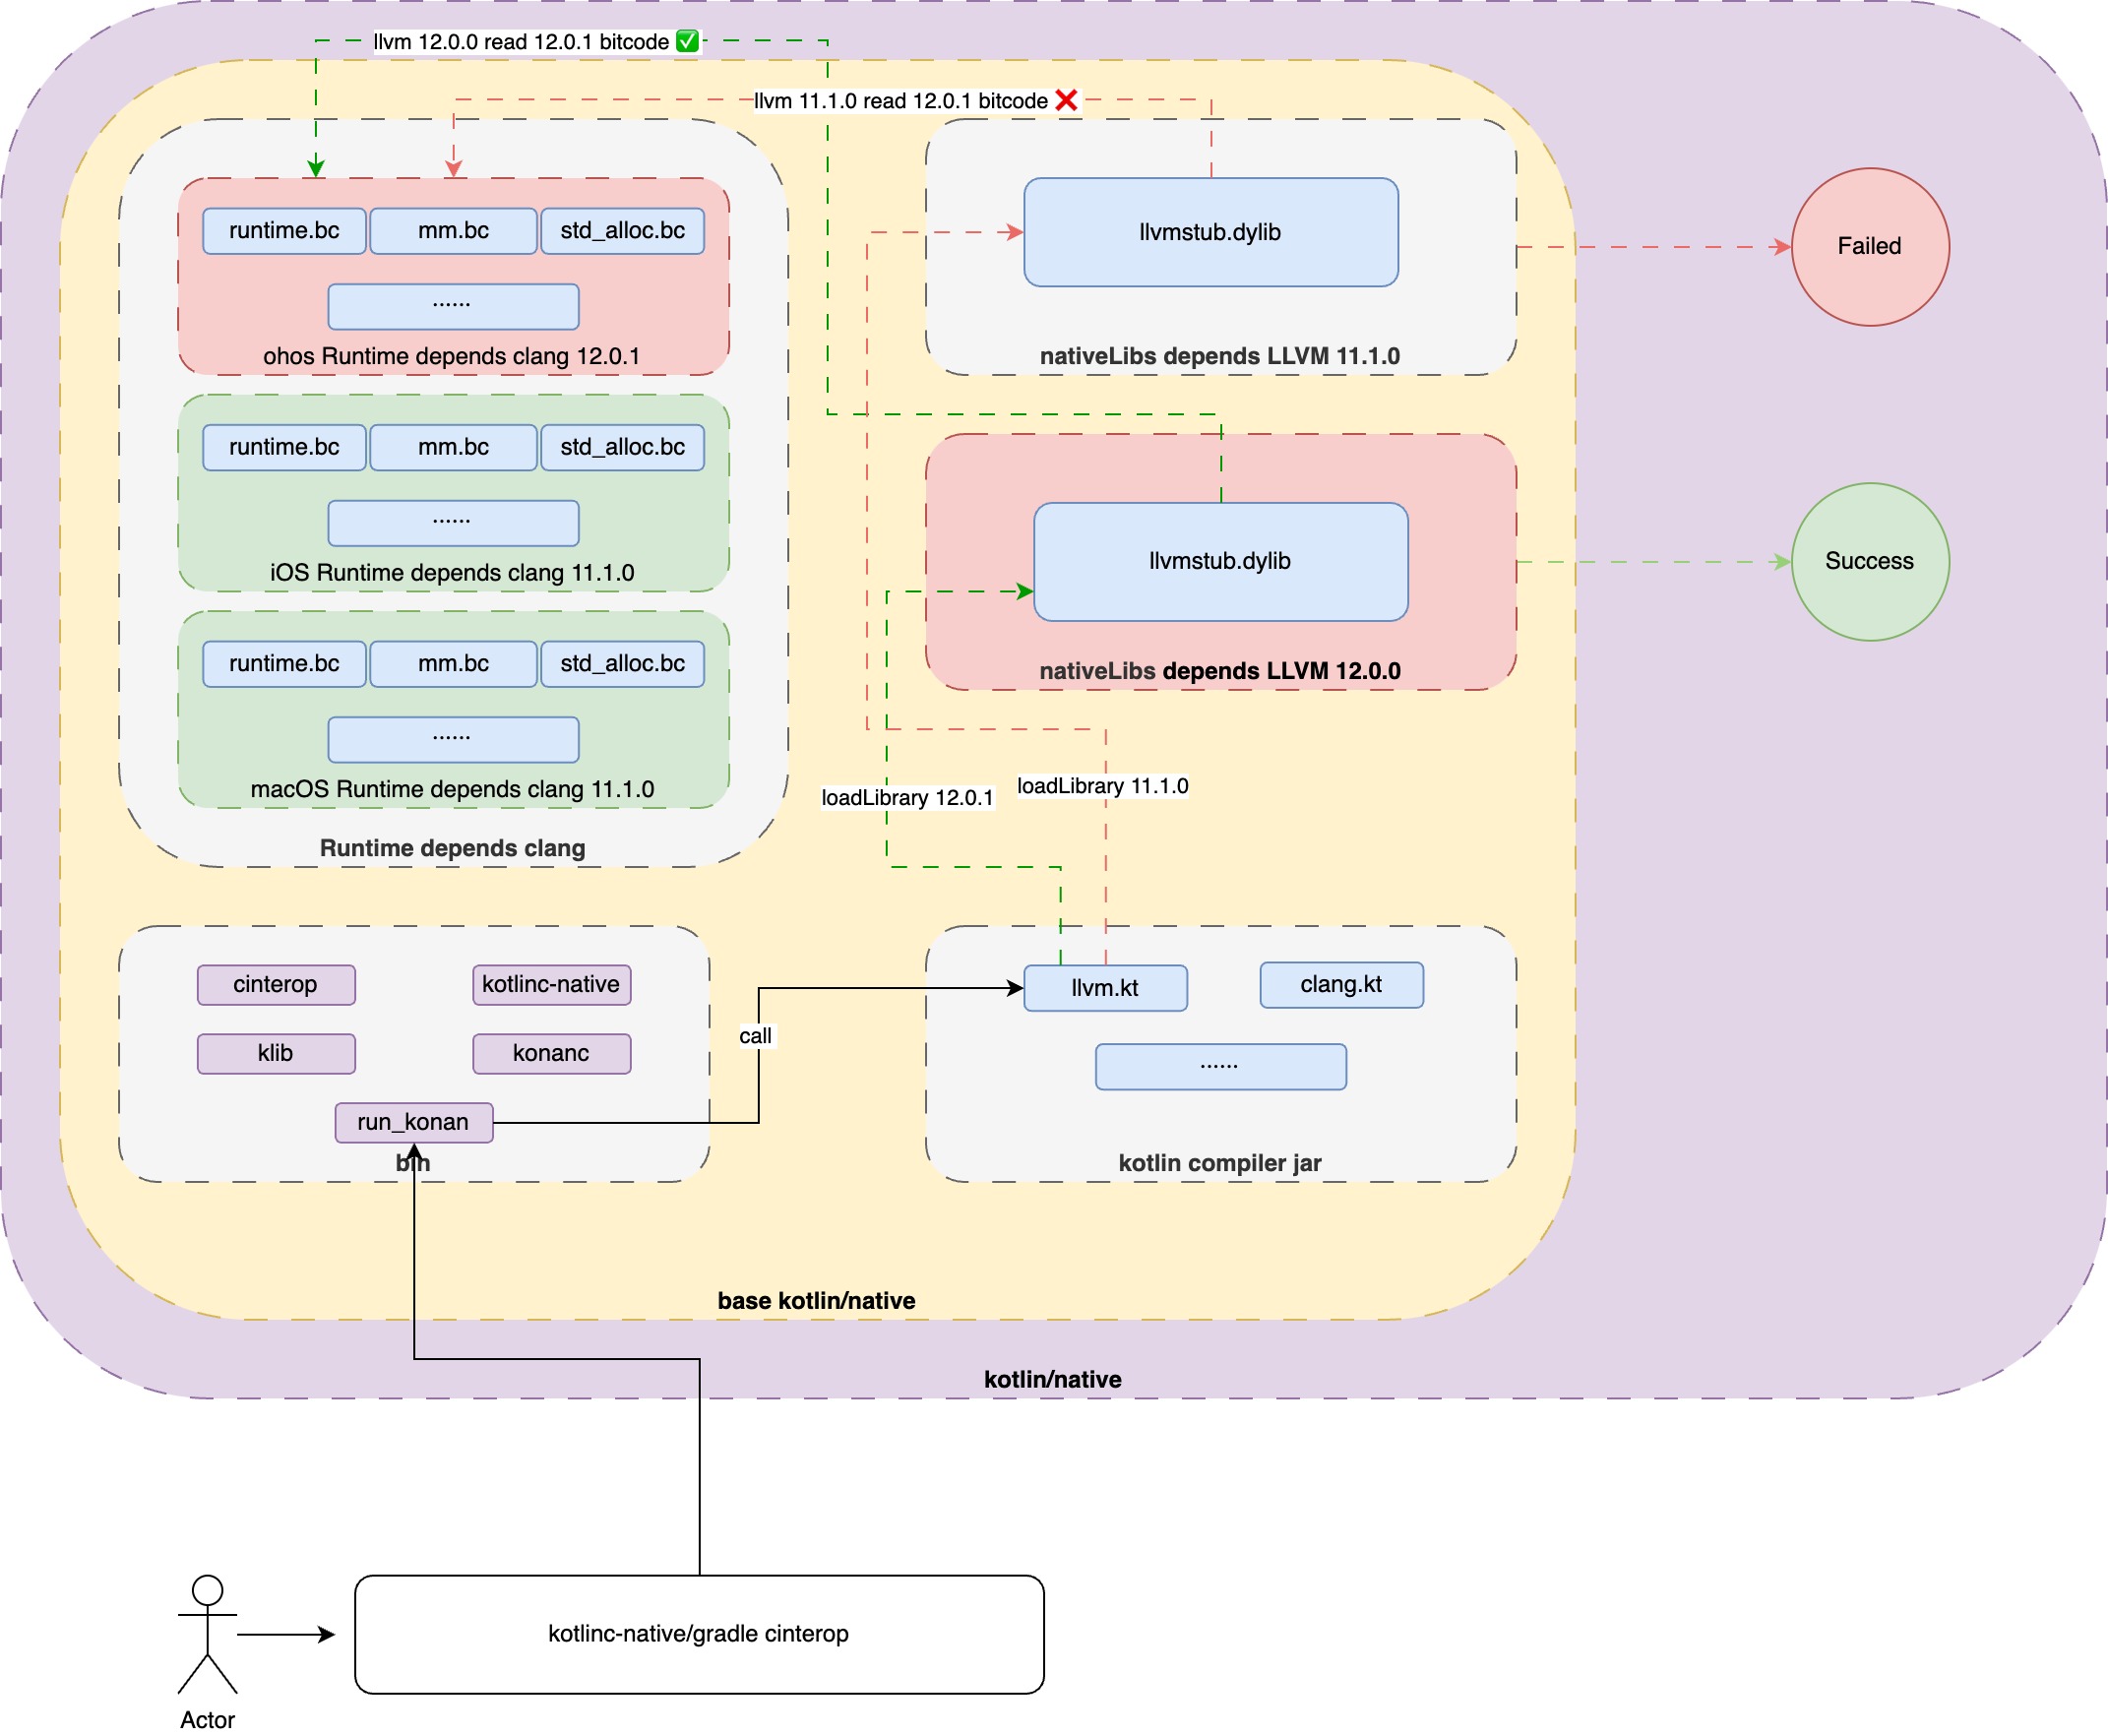 llvm 12.0.0 read 12.0.1 bitcode ✅
llvm 11.1.0 read 12.0.1 bitcode ❌
runtime.bc
mm.bc
std_alloc.bc
......
ohos Runtime depends clang 12.0.1
runtime.bc
mm.bc
std_alloc.bc
......
iOS Runtime depends clang 11.1.0
runtime.bc
mm.bc
std_alloc.bc
......
macOS Runtime depends clang 11.1.0
Runtime depends clang
llvmstub.dylib
nativeLibs depends LLVM 11.1.0
llvmstub.dylib
nativeLibs depends LLVM 12.0.0
Failed
Success
loadLibrary 12.0.1
loadLibrary 11.1.0
cinterop
kotlinc-native
klib
konanc
run_konan
bin
call
llvm.kt
clang.kt
......
kotlin compiler jar
base kotlin/native
kotlin/native
kotlinc-native/gradle cinterop
Actor